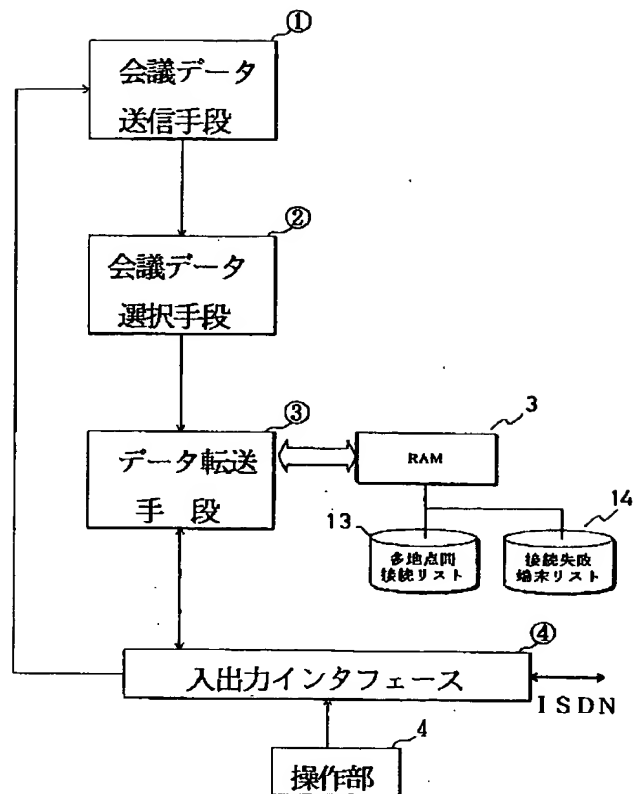 ①
会議データ
送信手段
②
会議データ
選択手段
③
データ転送
手段
3
RAM
13
多地点間
接続リスト
14
接続失敗
端末リスト
④
入出力インタフェース
ISDN
4
操作部